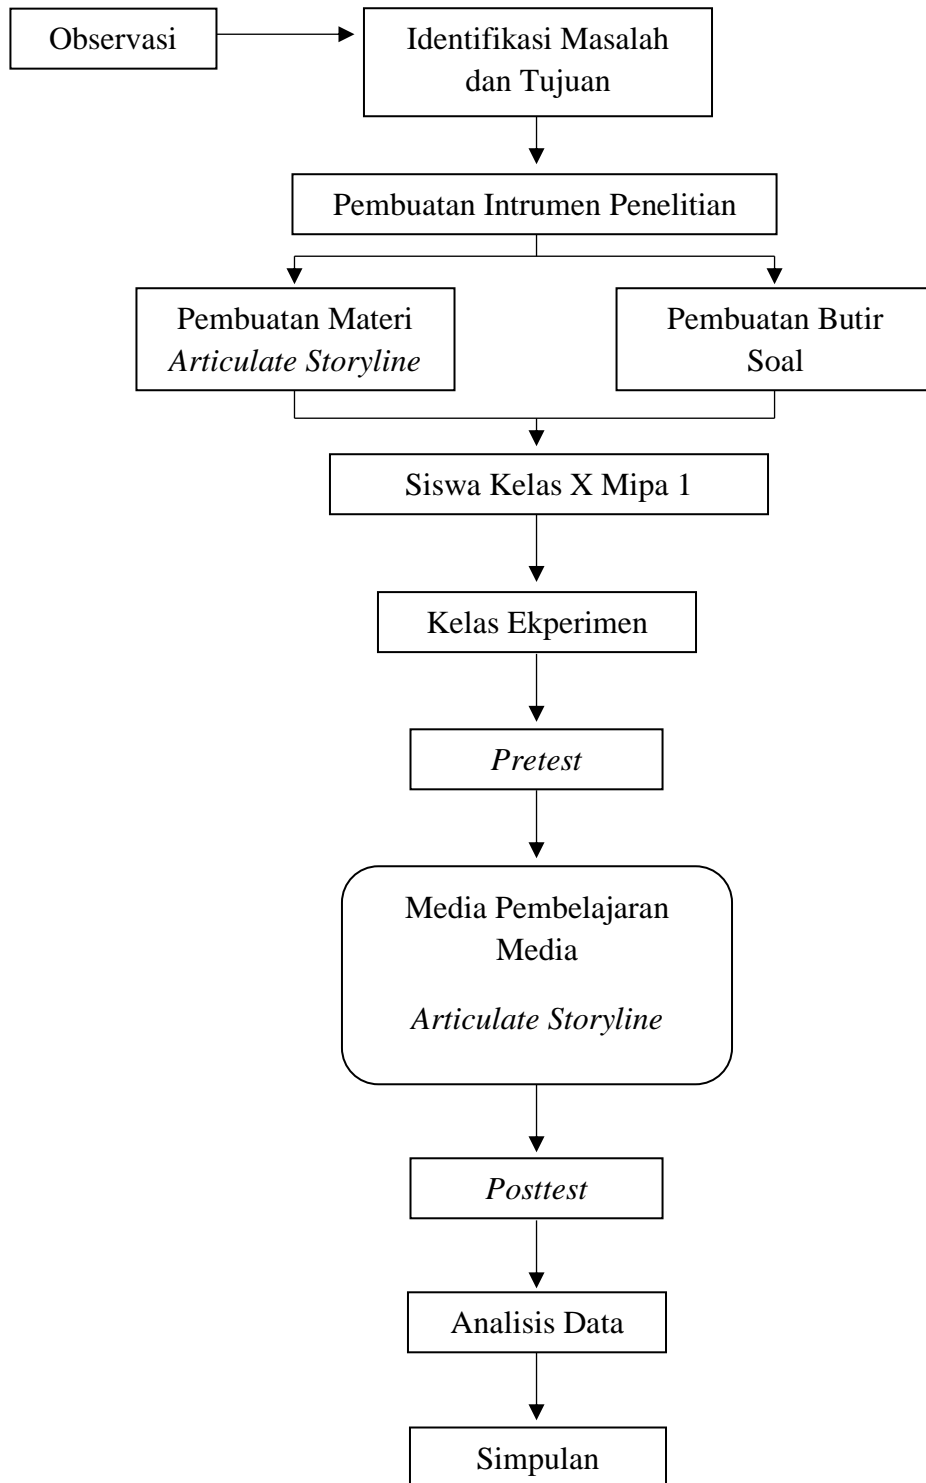 Observasi
Identifikasi Masalah
dan Tujuan
Pembuatan Intrumen Penelitian
Pembuatan Materi
Articulate Storyline
Pembuatan Butir
Soal
Siswa Kelas X Mipa 1
Kelas Ekperimen
Pretest
Media Pembelajaran
Media
Articulate Storyline
Posttest
Analisis Data
Simpulan